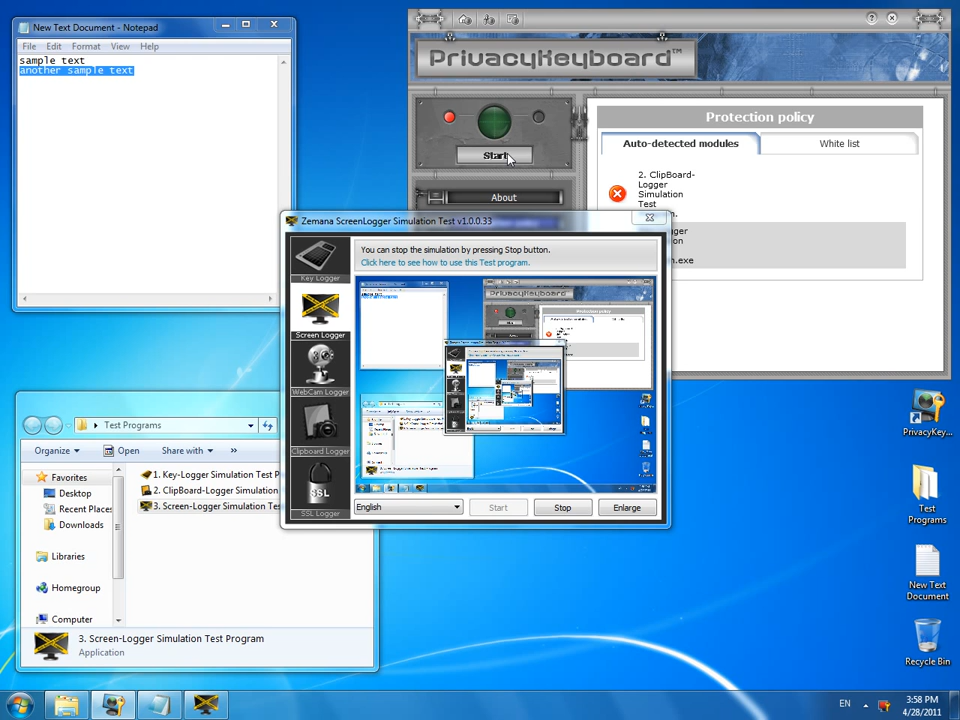 New Text Document - Notepad
File Edit Format View Help
sample text
another sample text
PrivacyKeyboard™
Start
About
Protection policy
Auto-detected modules
White list
2. ClipBoard-
Logger
Simulation
Test
Zemana ScreenLogger Simulation Test v1.0.0.33
You can stop the simulation by pressing Stop button.
Click here to see how to use this Test program.
Key Logger
Screen Logger
WebCam Logger
Clipboard Logger
SSL
SSL Logger
English
Start
Stop
Enlarge
Test Programs
Organize Open Share with »
Favorites
Desktop
Recent Places
Downloads
Libraries
Homegroup
Computer
1. Key-Logger Simulation Test P
2. ClipBoard-Logger Simulation
3. Screen-Logger Simulation Tes
3. Screen-Logger Simulation Test Program
Application
PrivacyKey...
Test
Programs
New Text
Document
Recycle Bin
EN
3:58 PM
4/28/2011